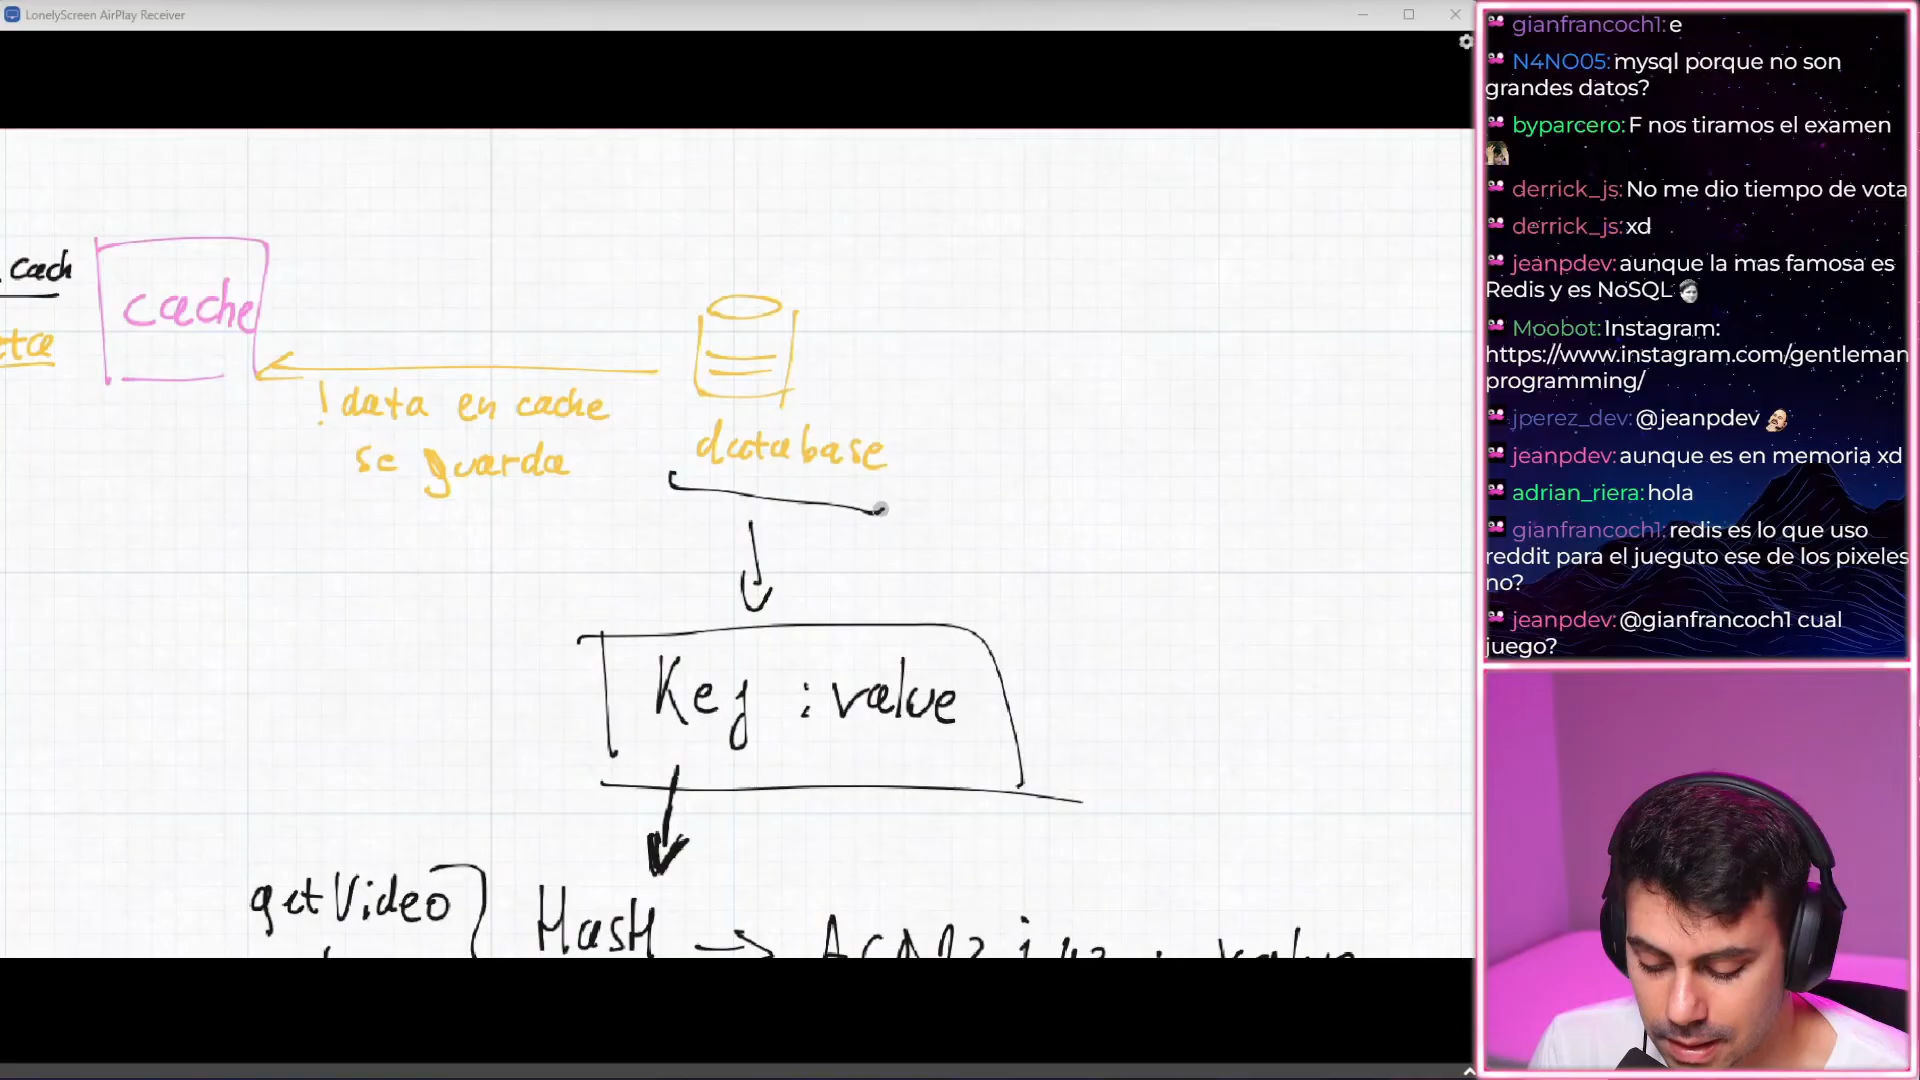 LonelyScreen AirPlay Receiver
cach
cache
! data en cache
se guarda
database
Key : value
getVideo
HasH
value
gianfrancoch1: e
N4NO05: mysql porque no son
grandes datos?
byparcero: F nos tiramos el examen
derrick_js: No me dio tiempo de vota
derrick_js: xd
jeanpdev: aunque la mas famosa es
Redis y es NoSQL
Moobot: Instagram:
https://www.instagram.com/gentleman
programming/
jperez_dev: @jeanpdev
jeanpdev: aunque es en memoria xd
adrian_riera: hola
gianfrancoch1: redis es lo que uso
reddit para el jueguto ese de los pixeles
no?
jeanpdev: @gianfrancoch1 cual
juego?